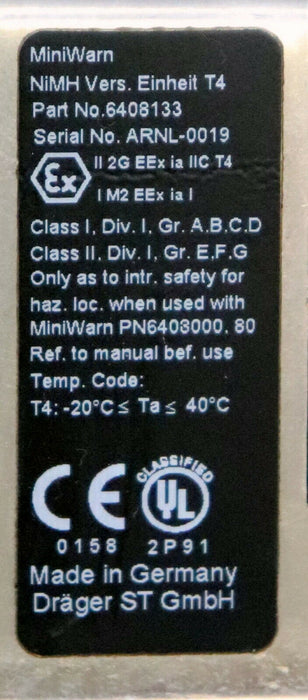 MiniWarn
NiMH Vers. Einheit T4
Part No.6408133
Serial No. ARNL-0019
Ex II 2G EEx ia IIC T4
I M2 EEx ia I
Class I, Div. I, Gr. A.B.C.D
Class II, Div. I, Gr. E,F,G
Only as to intr. safety for
haz. loc. when used with
MiniWarn PN6408000, 80
Ref. to manual bef. use
Temp. Code:
T4: -20°C ≤ Ta ≤ 40°C
CLASSIFIED
CE UL
0158 2P91
Made in Germany
Dräger ST GmbH